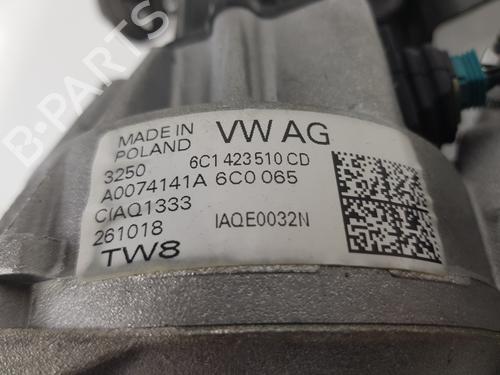 B-PARTS
MADE IN
POLAND
VW AG
3250 6C1 423 510 CD
A0074141A 6C0 065
CIAQ1333
261018 IAQE0032N
TW8